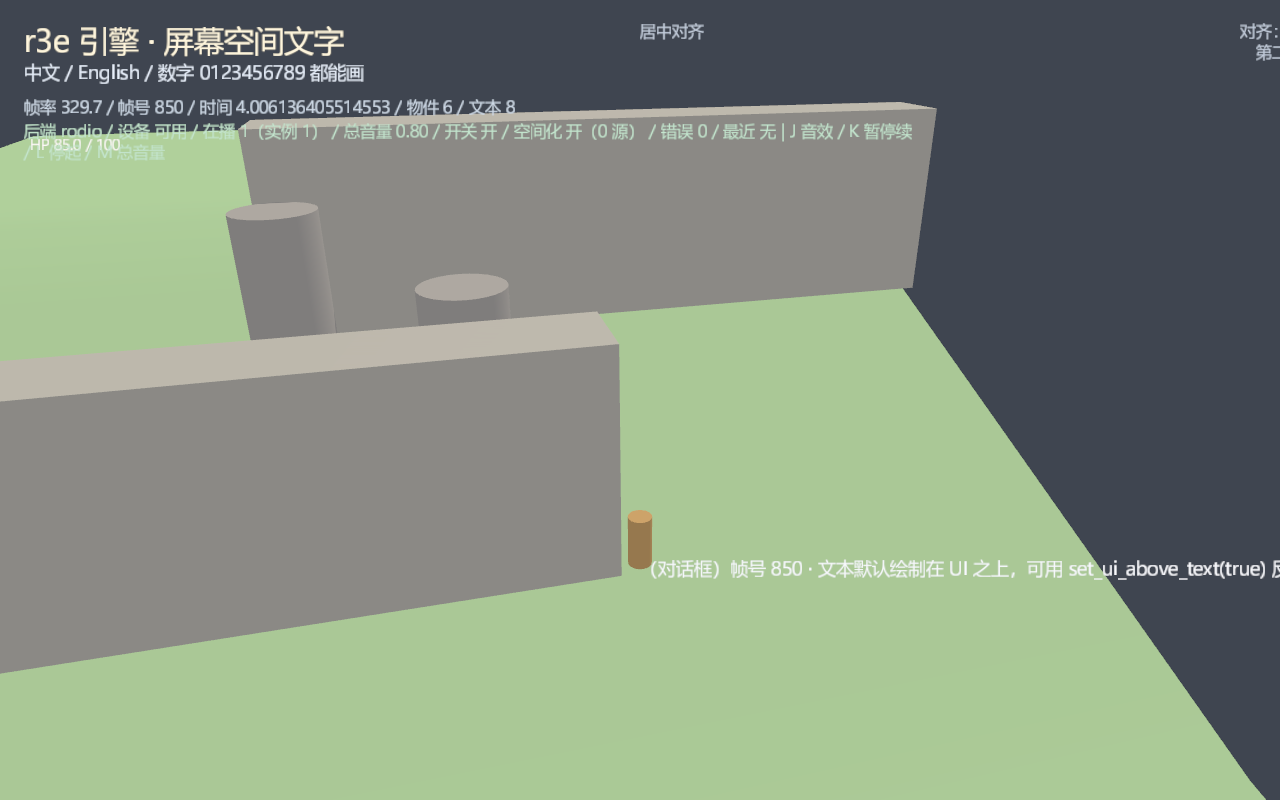 r3e 引擎 · 屏幕空间文字
居中对齐
对齐:
第二
中文 / English / 数字 0123456789 都能画
帧率 329.7 / 帧号 850 / 时间 4.006136405514553 / 物件 6 / 文本 8
后端 rodio / 设备 可用 / 在播 1（实例 1） / 总音量 0.80 / 开关 开 / 空间化 开（0 源） / 错误 0 / 最近 无 | J 音效 / K 暂停续
HP 85.0 / 100
/ L 停起 / M 总音量
（对话框）帧号 850 · 文本默认绘制在 UI 之上，可用 set_ui_above_text(true) 反